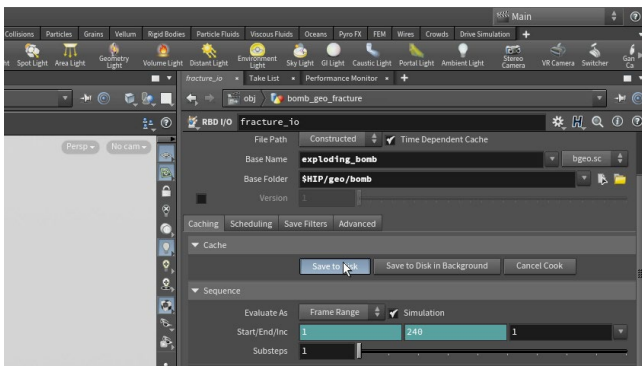 Main
Collisions Particles Grains Vellum Rigid Bodies Particle Fluids Viscous Fluids Oceans Pyro FX FEM Wires Crowds Drive Simulation
Spot Light Area Light Geometry Light Volume Light Distant Light Environment Light Sky Light GI Light Caustic Light Portal Light Ambient Light Stereo Camera VR Camera Switcher
fracture_io Take List Performance Monitor
obj bomb_geo_fracture
RBD I/O fracture_io
File Path Constructed Time Dependent Cache
Persp No cam
Base Name exploding_bomb bgeo.sc
Base Folder $HIP/geo/bomb
Version 1
Caching Scheduling Save Filters Advanced
Cache
Save to Disk Save to Disk in Background Cancel Cook
Sequence
Evaluate As Frame Range Simulation
Start/End/Inc 1 240 1
Substeps 1